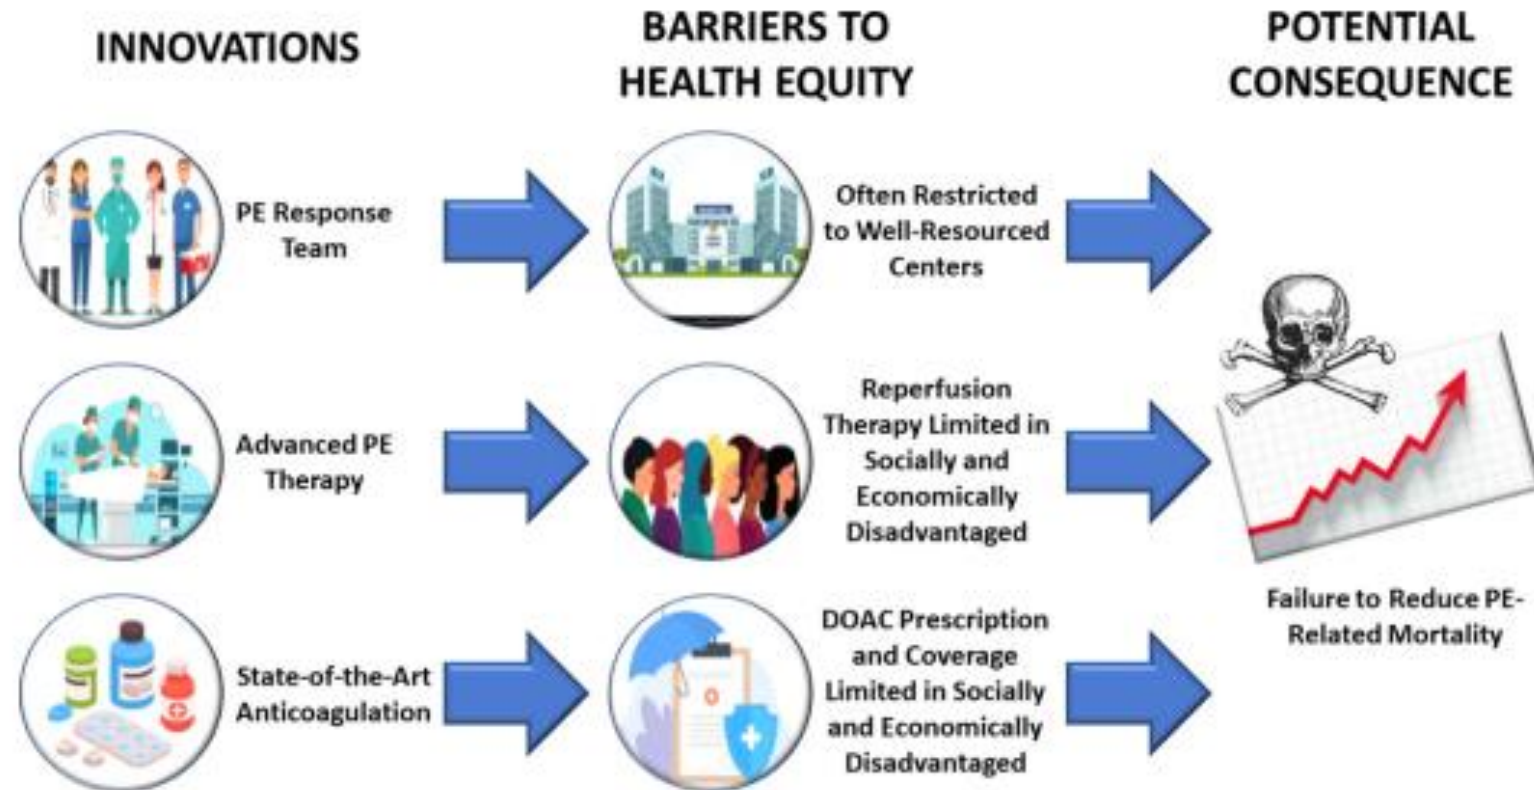 INNOVATIONS
BARRIERS TO
HEALTH EQUITY
POTENTIAL
CONSEQUENCE
PE Response
Team
Often Restricted
to Well-Resourced
Centers
Advanced PE
Therapy
Reperfusion
Therapy Limited in
Socially and
Economically
Disadvantaged
State-of-the-Art
Anticoagulation
DOAC Prescription
and Coverage
Limited in Socially
and Economically
Disadvantaged
Failure to Reduce PE-
Related Mortality